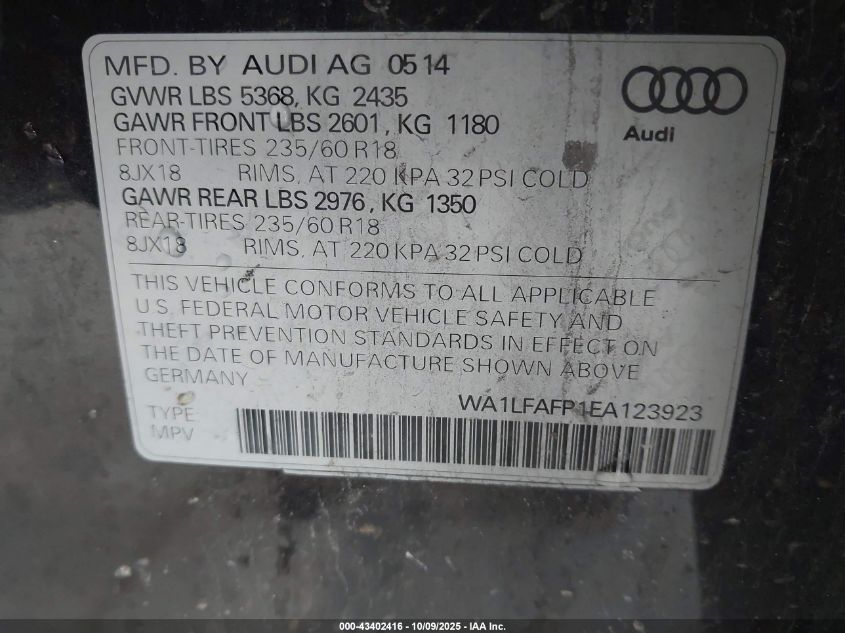 MFD. BY AUDI AG 0514
GVWR LBS 5368, KG 2435
GAWR FRONT LBS 2601, KG 1180
FRONT-TIRES 235/60 R18
8JX18 RIMS, AT 220 KPA 32 PSI COLD
GAWR REAR LBS 2976, KG 1350
REAR-TIRES 235/60 R18
8JX18 RIMS, AT 220 KPA 32 PSI COLD
Audi
THIS VEHICLE CONFORMS TO ALL APPLICABLE
U.S. FEDERAL MOTOR VEHICLE SAFETY AND
THEFT PREVENTION STANDARDS IN EFFECT ON
THE DATE OF MANUFACTURE SHOWN ABOVE
GERMANY
WA1LFAFP1EA123923
TYPE
MPV
000-43402416 - 10/09/2025 - IAA Inc.